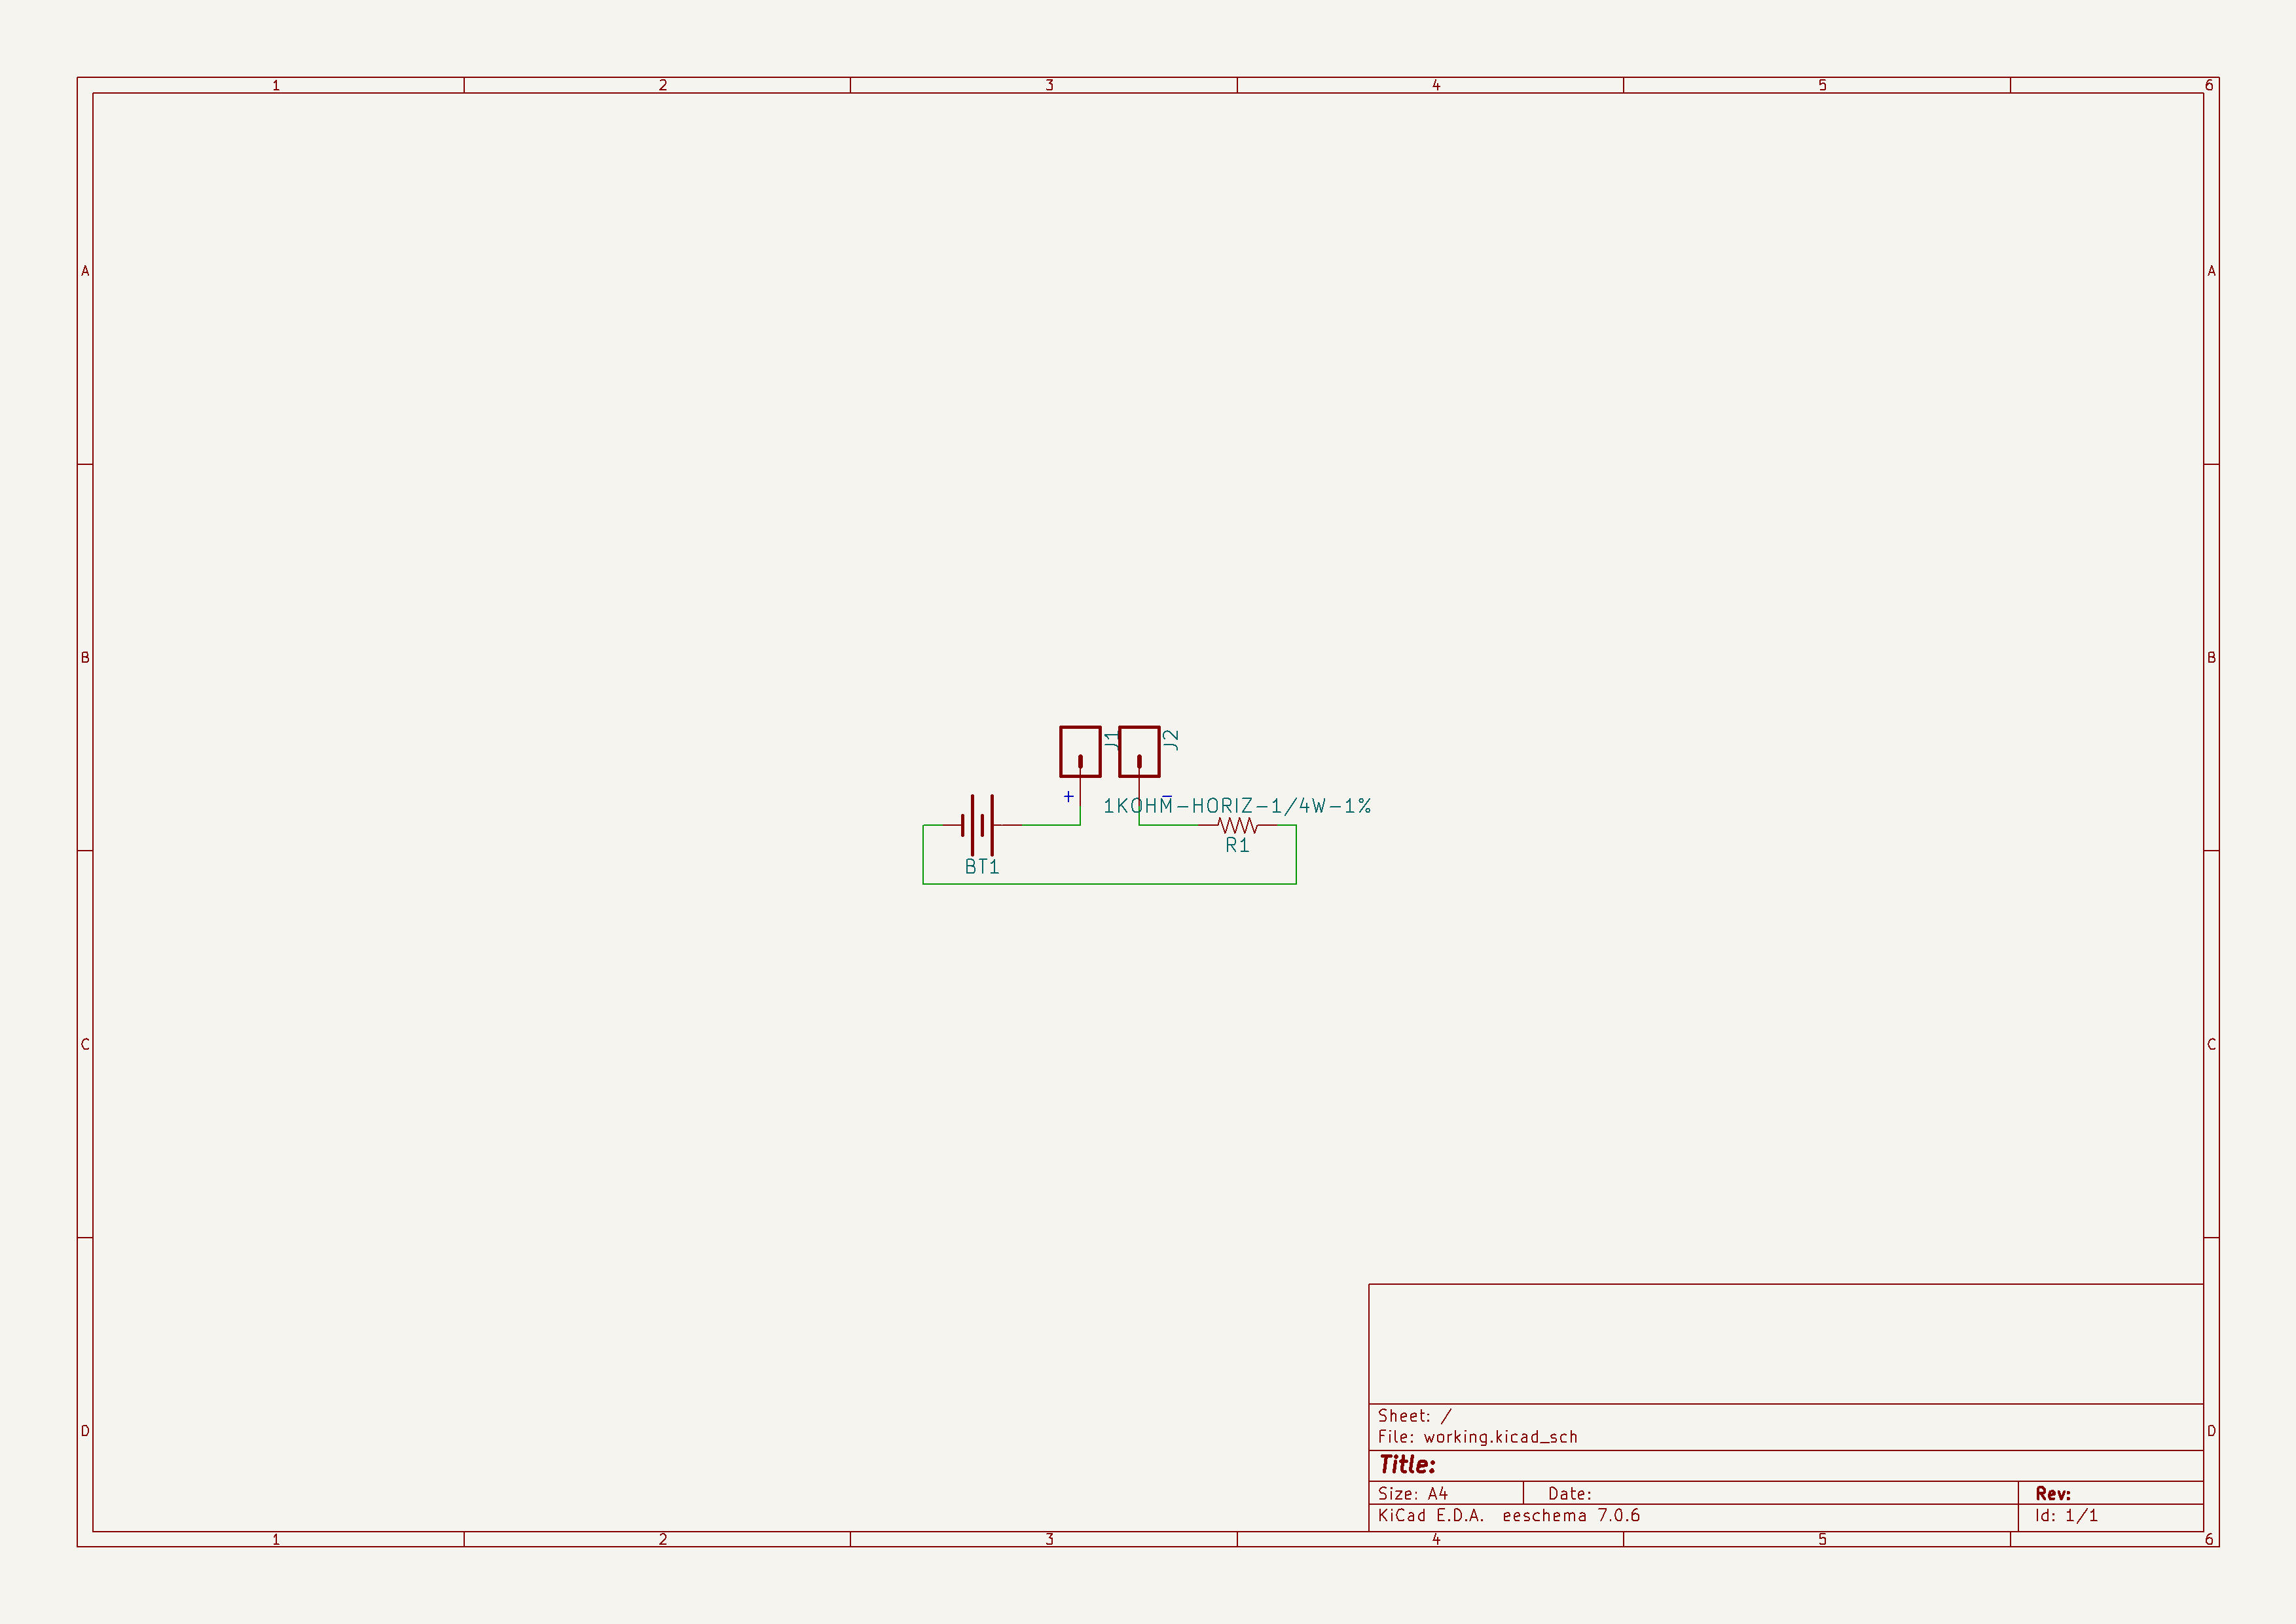 1 2 3 4 5 6
A A
B B
J1 J2
+ -
1KOHM-HORIZ-1/4W-1%
R1
BT1
C C
Sheet: /
D D
File: working.kicad_sch
Title:
Size: A4 Date: Rev:
KiCad E.D.A. eeschema 7.0.6 Id: 1/1
1 2 3 4 5 6